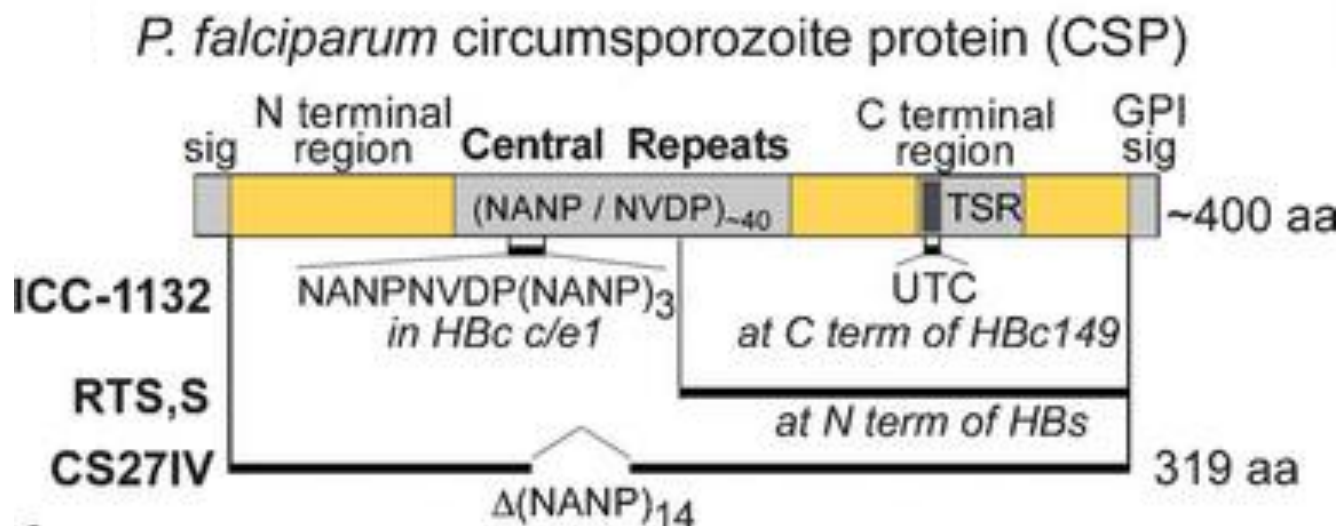 P. falciparum circumsporozoite protein (CSP)
sig
N terminal
region
Central Repeats
C terminal
region
GPI
sig
(NANP / NVDP)~40
TSR
~400 aa
ICC-1132
NANPNVDP(NANP)3
in HBc c/e1
UTC
at C term of HBc149
RTS,S
at N term of HBs
CS27IV
Δ(NANP)14
319 aa